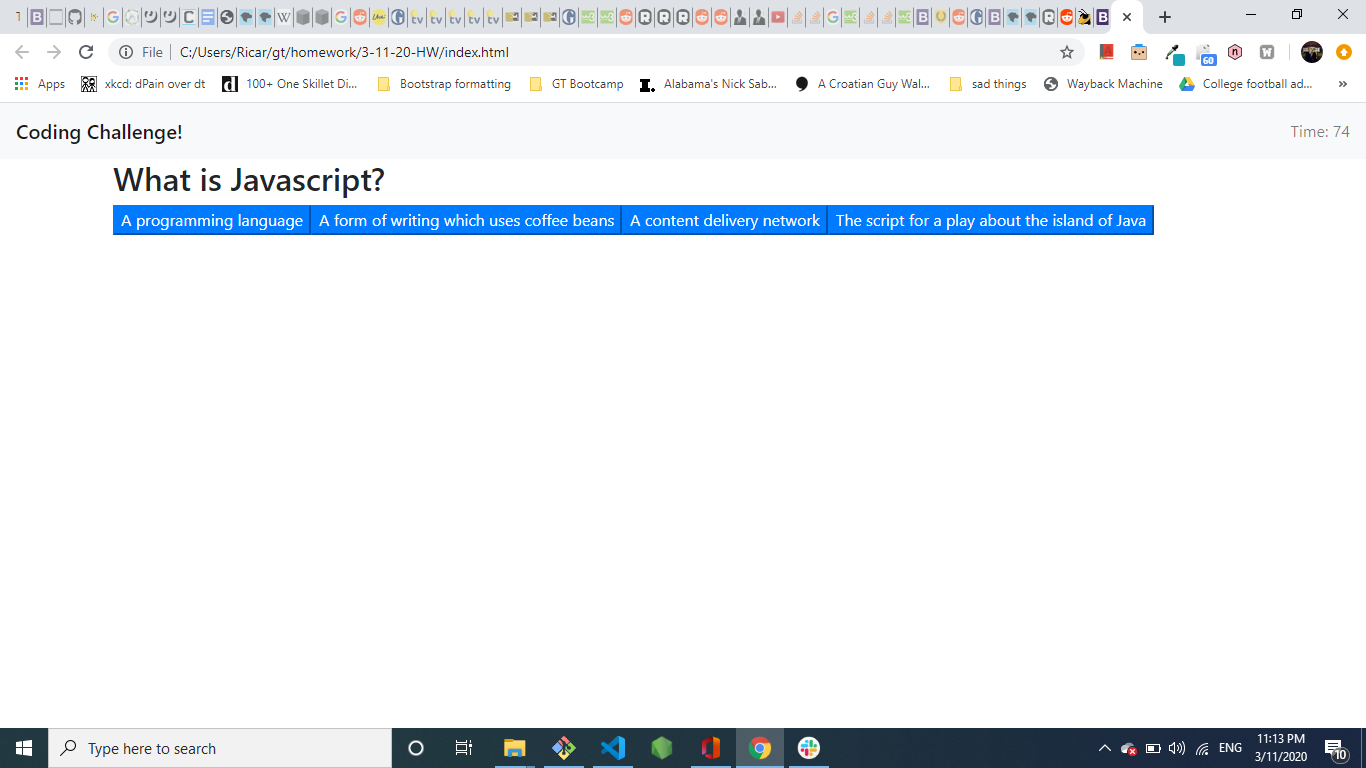 File C:/Users/Ricar/gt/homework/3-11-20-HW/index.html
60
Apps xkcd: dPain over dt 100+ One Skillet Di... Bootstrap formatting GT Bootcamp Alabama's Nick Sab... A Croatian Guy Wal... sad things Wayback Machine College football ad... »
Coding Challenge! Time: 74
What is Javascript?
A programming language A form of writing which uses coffee beans A content delivery network The script for a play about the island of Java
Type here to search ENG 11:13 PM
3/11/2020 10